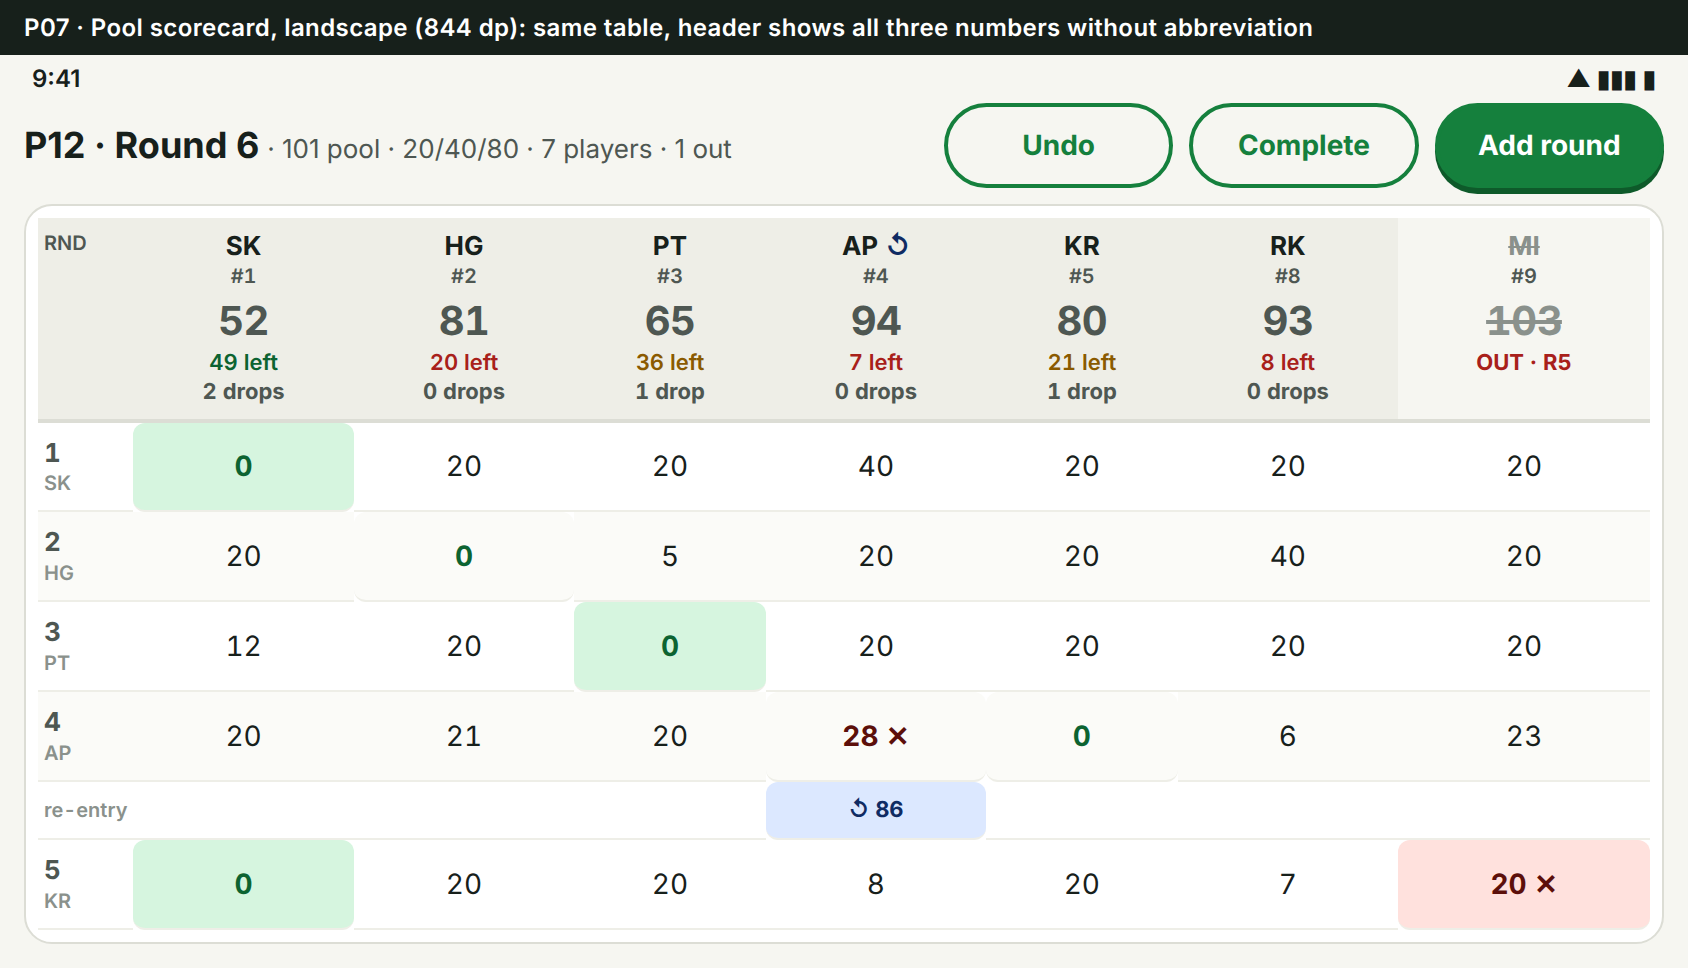 P07 · Pool scorecard, landscape (844 dp): same table, header shows all three numbers without abbreviation
9:41
P12 · Round 6 · 101 pool · 20/40/80 · 7 players · 1 out
Undo
Complete
Add round
RND SK HG PT AP ↺ KR RK MI
#1 #2 #3 #4 #5 #8 #9
52 81 65 94 80 93 103
49 left 20 left 36 left 7 left 21 left 8 left OUT · R5
2 drops 0 drops 1 drop 0 drops 1 drop 0 drops
1 SK 0 20 20 40 20 20 20
2 HG 20 0 5 20 20 40 20
3 PT 12 20 0 20 20 20 20
4 AP 20 21 20 28 ✕ 0 6 23
re-entry ↺ 86
5 KR 0 20 20 8 20 7 20 ✕